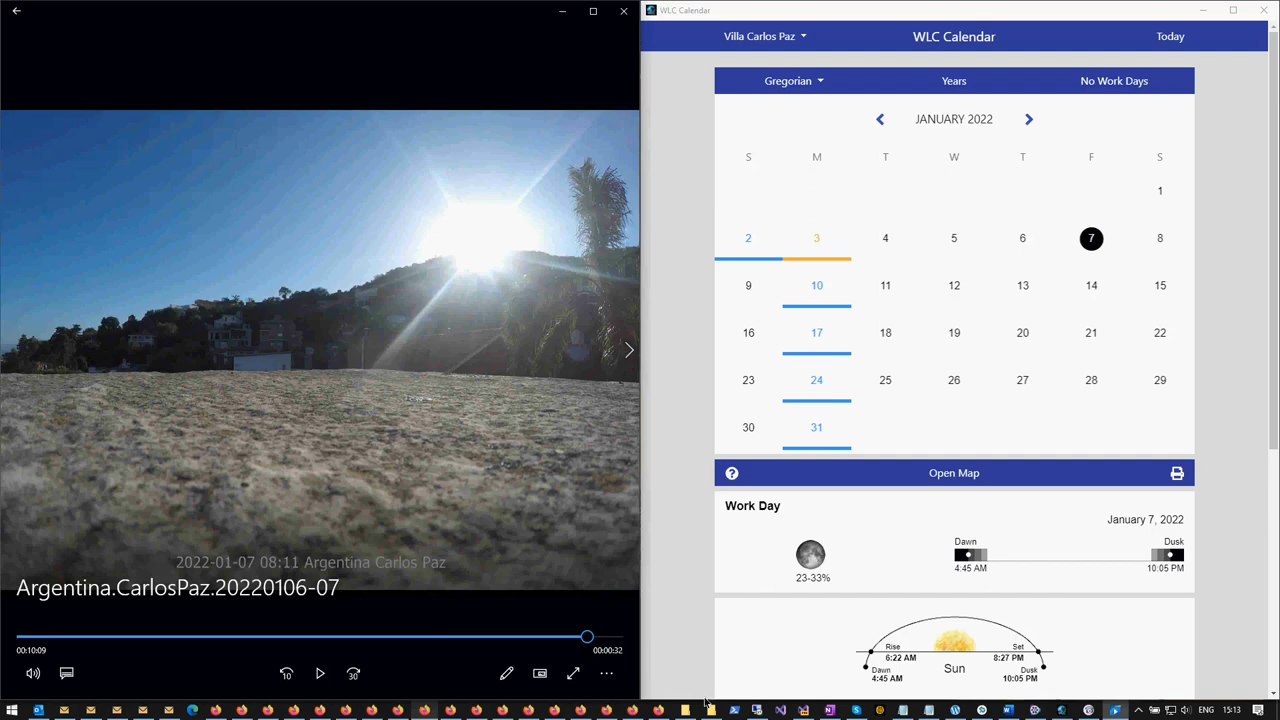 WLC Calendar
Villa Carlos Paz
WLC Calendar
Today
Gregorian
Years
No Work Days
JANUARY 2022
S M T W T F S
1
2 3 4 5 6 7 8
9 10 11 12 13 14 15
16 17 18 19 20 21 22
23 24 25 26 27 28 29
30 31
?
Open Map
Work Day
January 7, 2022
23-33%
Dawn
Dusk
4:45 AM
10:05 PM
Rise
6:22 AM
Set
8:27 PM
Sun
Dawn
4:45 AM
Dusk
10:05 PM
2022-01-07 08:11 Argentina Carlos Paz
Argentina.CarlosPaz.20220106-07
00:10:09
00:00:32
10
30
ENG
15:13